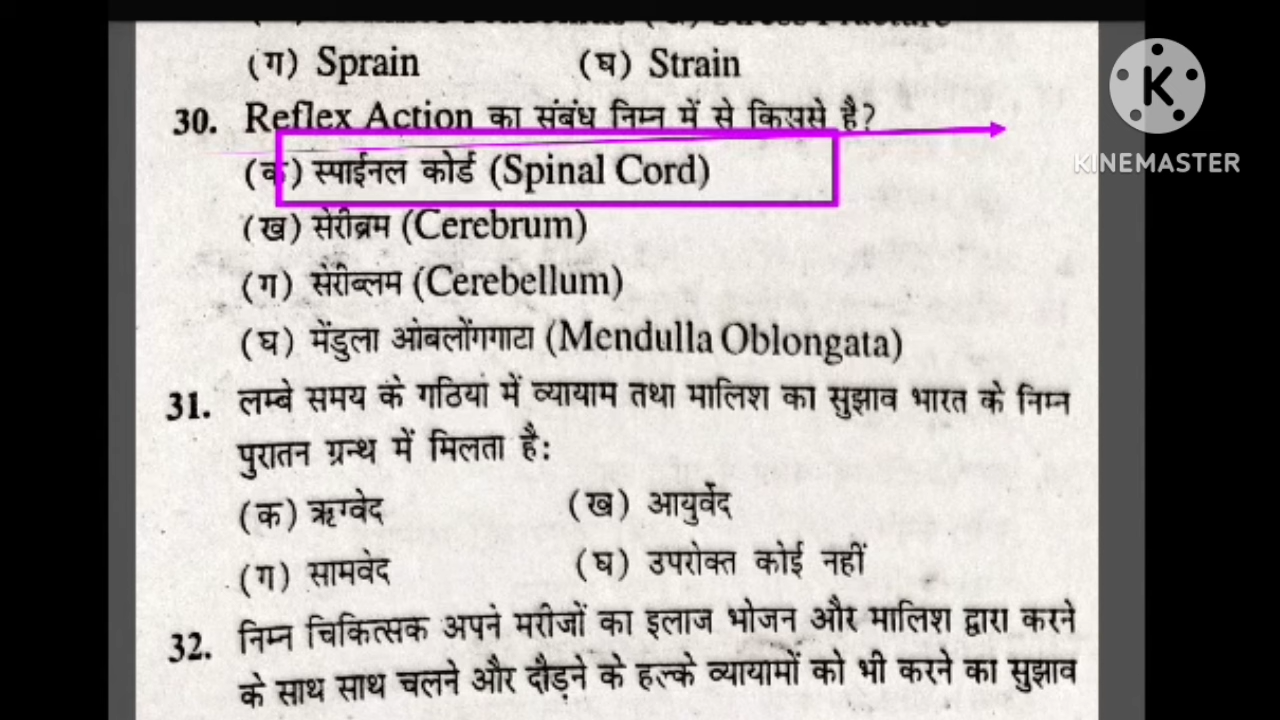 (ग) Sprain (घ) Strain
30. Reflex Action का संबंध निम्न में से किससे है?
(क) स्पाईनल कोर्ड (Spinal Cord)
(ख) सेरीब्रम (Cerebrum)
(ग) सेरीब्लम (Cerebellum)
(घ) मेंडुला ओबलोंगगाटा (Mendulla Oblongata)
31. लम्बे समय के गठियां में व्यायाम तथा मालिश का सुझाव भारत के निम्न
पुरातन ग्रन्थ में मिलता है:
(क) ऋग्वेद (ख) आयुर्वेद
(ग) सामवेद (घ) उपरोक्त कोई नहीं
32. निम्न चिकित्सक अपने मरीजों का इलाज भोजन और मालिश द्वारा करने
के साथ साथ चलने और दौड़ने के हल्के व्यायामों को भी करने का सुझाव
K
KINEMASTER